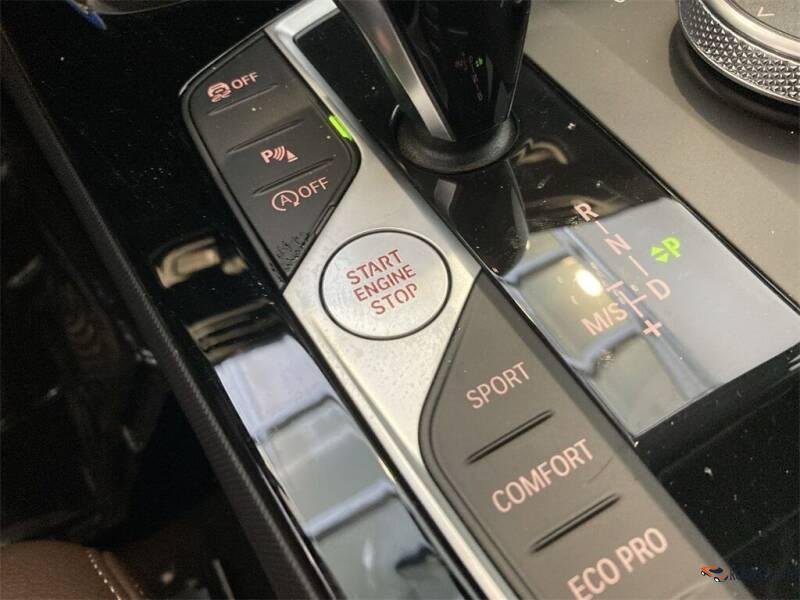 OFF
P
A OFF
START
ENGINE
STOP
R
N
D
M/S
+
P
SPORT
COMFORT
ECO PRO